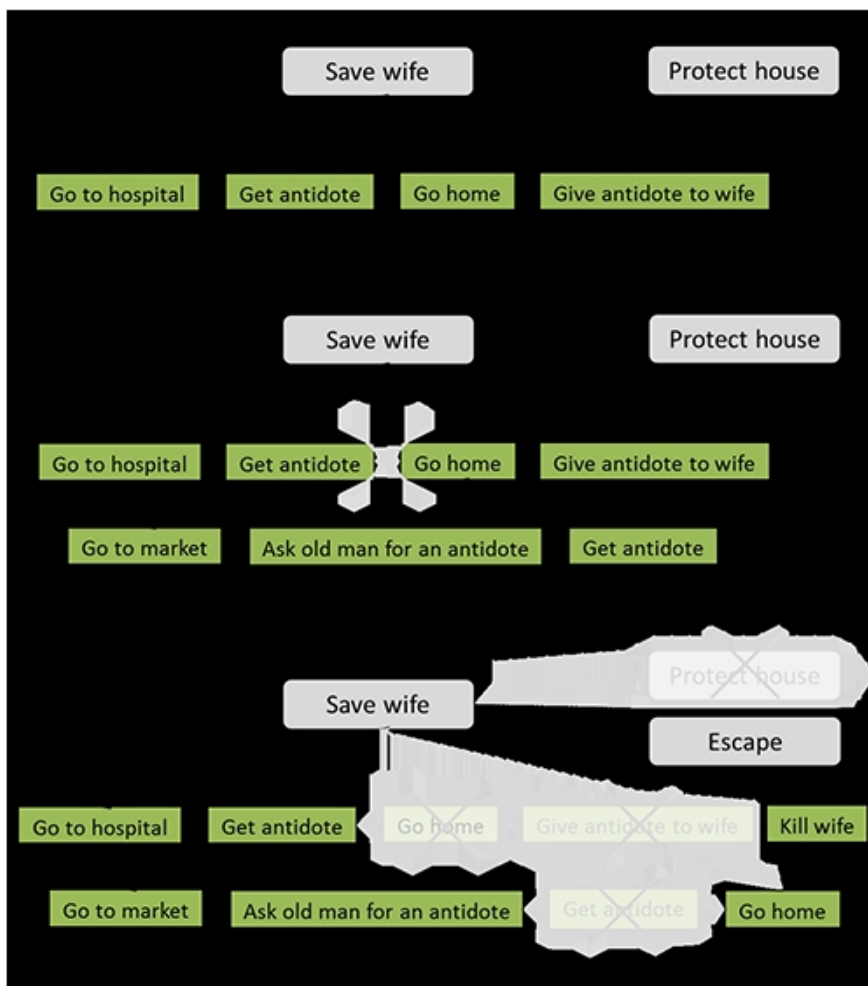 Save wife
Protect house
Go to hospital
Get antidote
Go home
Give antidote to wife
Save wife
Protect house
Go to hospital
Get antidote
Go home
Give antidote to wife
Go to market
Ask old man for an antidote
Get antidote
Protect house
Save wife
Escape
Go to hospital
Get antidote
Go home
Give antidote to wife
Kill wife
Go to market
Ask old man for an antidote
Get antidote
Go home